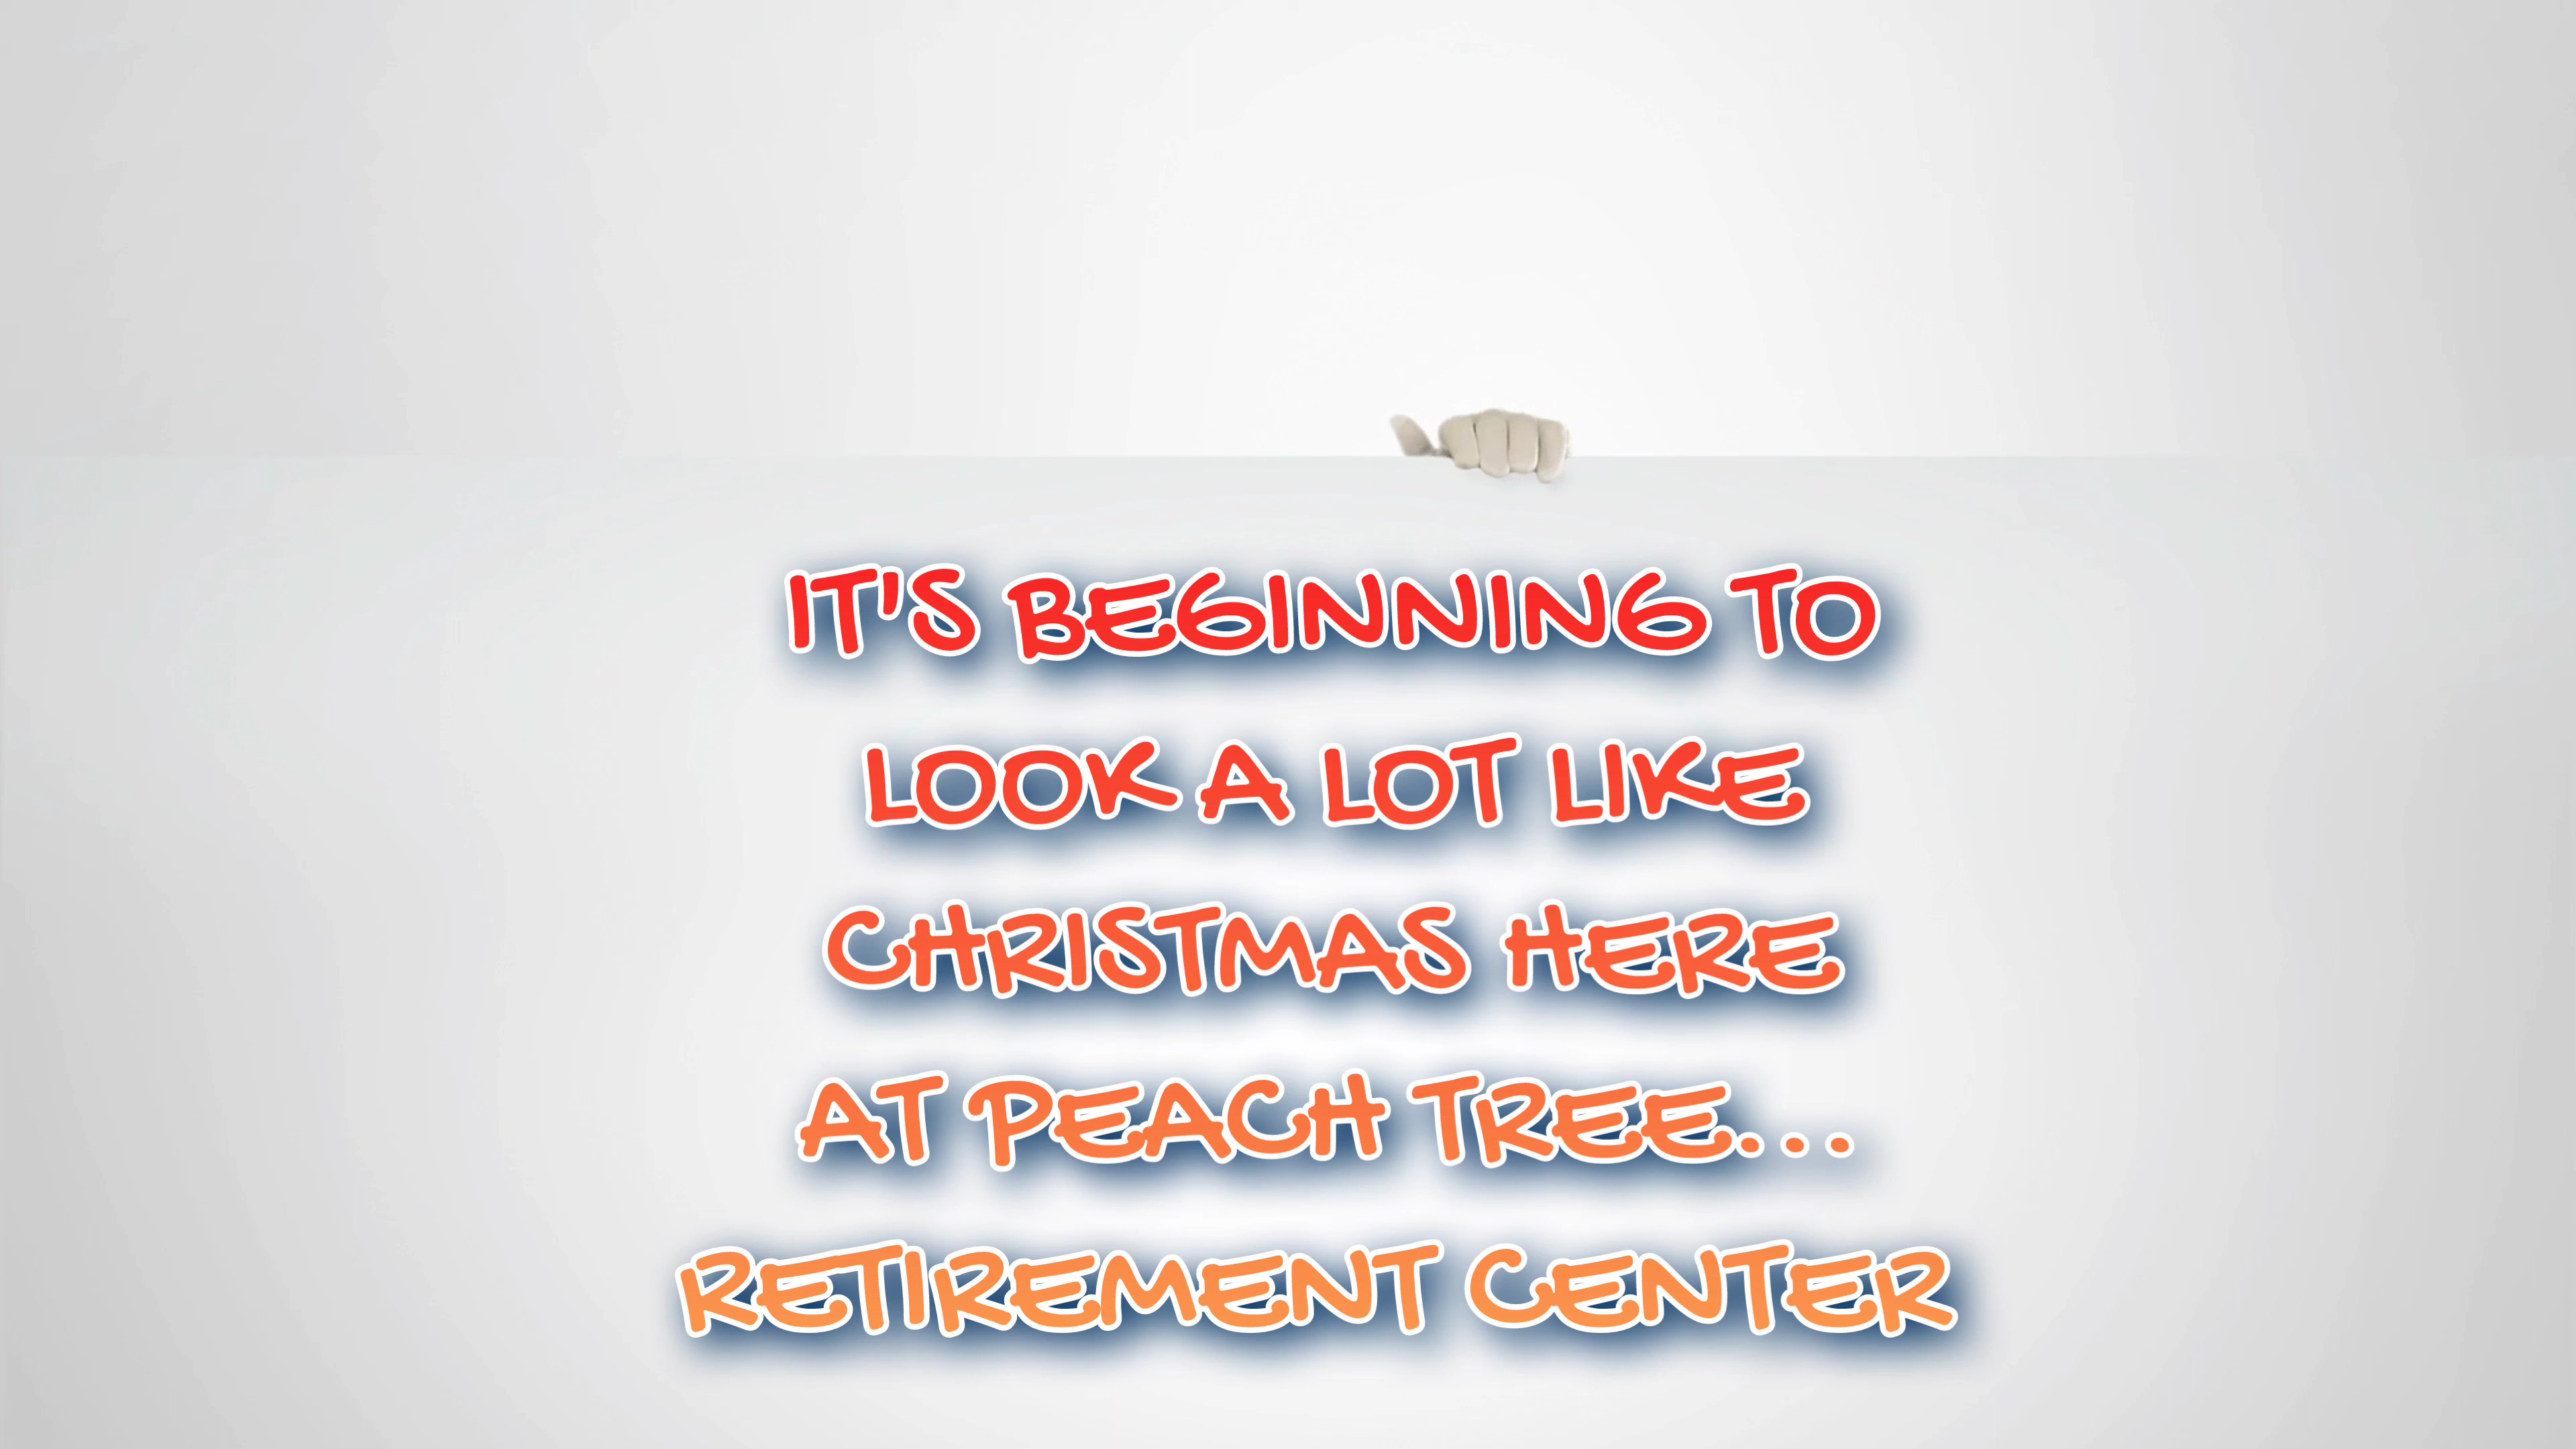 IT'S BEGINNING TO
LOOK A LOT LIKE
CHRISTMAS HERE
AT PEACH TREE...
RETIREMENT CENTER